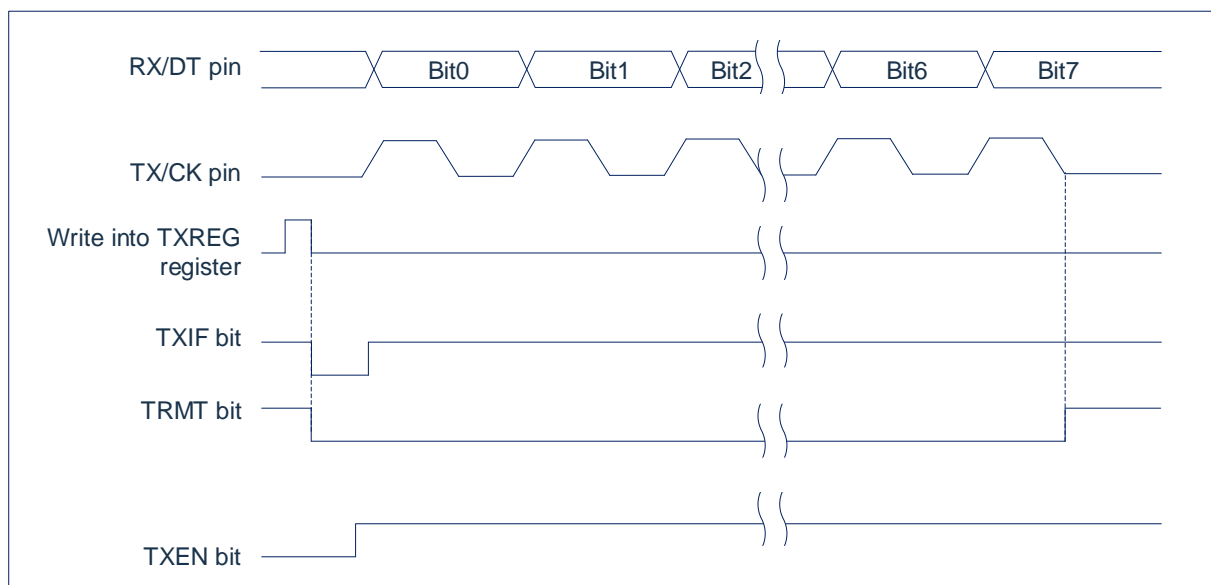 RX/DT pin
Bit0 Bit1 Bit2 Bit6 Bit7
TX/CK pin
Write into TXREG
register
TXIF bit
TRMT bit
TXEN bit